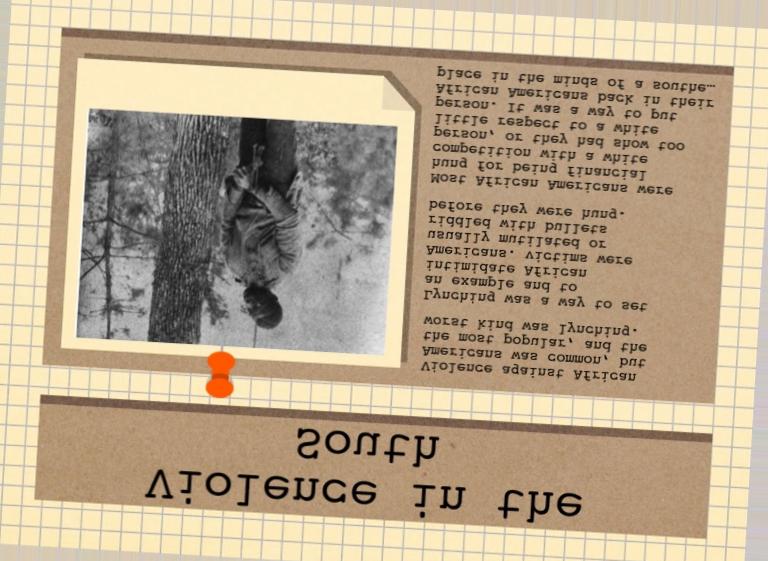 Violence in the
South
Violence against African
Americans was common, but
the most popular, and the
worst kind was lynching.
Lynching was a way to set
an example and to
intimidate African
Americans. Victims were
usually mutilated or
riddled with bullets
before they were hung.
Most African Americans were
hung for being financial
competition with a white
person, or they had show too
little respect to a white
person. It was a way to put
African Americans back in their
place in the minds of a southe…